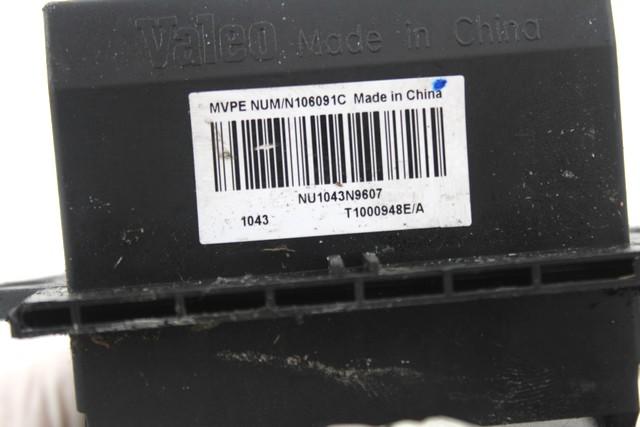 Valeo Made in China
MVPE NUM/N106091C Made in China
NU1043N9607
1043 T1000948E/A